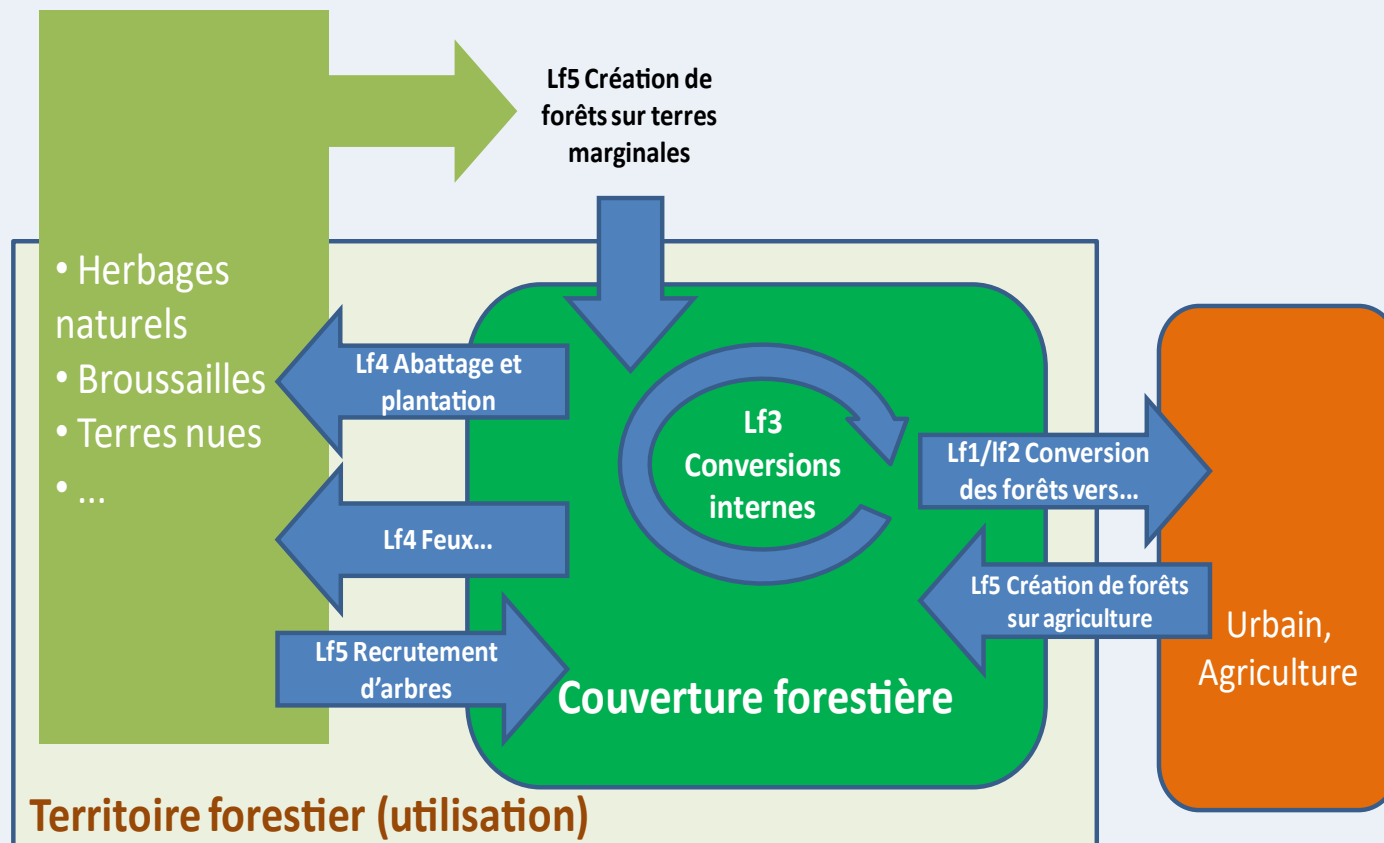 Lf5 Création de
forêts sur terres
marginales
• Herbages
naturels
• Broussailles
• Terres nues
• ...
Lf4 Abattage et
plantation
Lf3
Conversions
internes
Lf1/lf2 Conversion
des forêts vers...
Lf4 Feux...
Lf5 Création de forêts
sur agriculture
Urbain,
Agriculture
Lf5 Recrutement
d’arbres
Couverture forestière
Territoire forestier (utilisation)